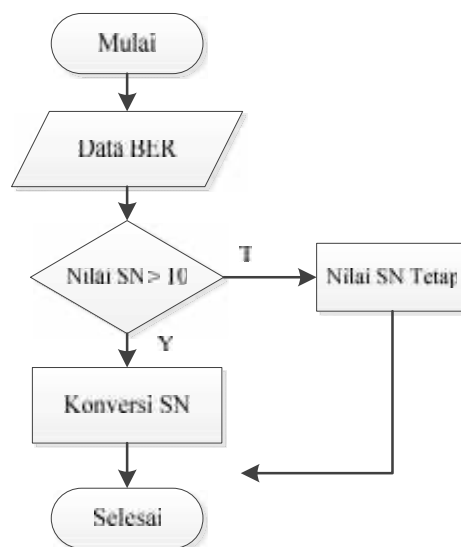 Mulai
Data BER
Nilai SN > 10
T
Nilai SN Tetap
Y
Konversi SN
Selesai